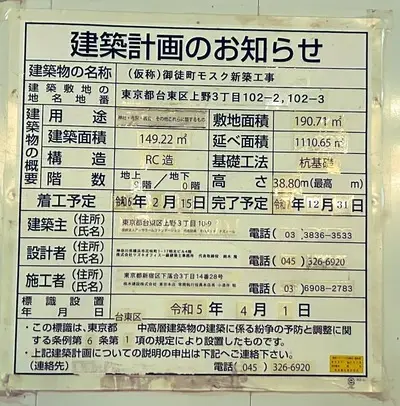 建築計画のお知らせ
建築物の名称 (仮称)御徒町モスク新築工事
建築敷地の地名地番 東京都台東区上野3丁目102-2, 102-3
建築物の概要
用途 敷地面積 190.71㎡
建築面積 149.22㎡ 延べ面積 1110.65㎡
構造 RC造 基礎工法 杭基礎
階数 地上 階/地下 階 高さ 38.80m(最高 m)
着工予定 年2月15日 完了予定 年12月31日
建築主(住所)(氏名) 東京都台東区上野3丁目10-9
電話(03)3836-3533
設計者(住所)(氏名)
電話(045)326-6920
施工者(住所)(氏名) 東京都新宿区下落合3丁目14番28号
電話(03)6908-2783
標識設置年月日 令和5年4月1日
台東区
・この標識は、東京都 中高層建築物の建築に係る紛争の予防と調整に関
する条例第6条第1項の規定により設置したものです。
・上記建築計画についての説明の申出は下記へご連絡下さい。
(連絡先) 電話(045)326-6920